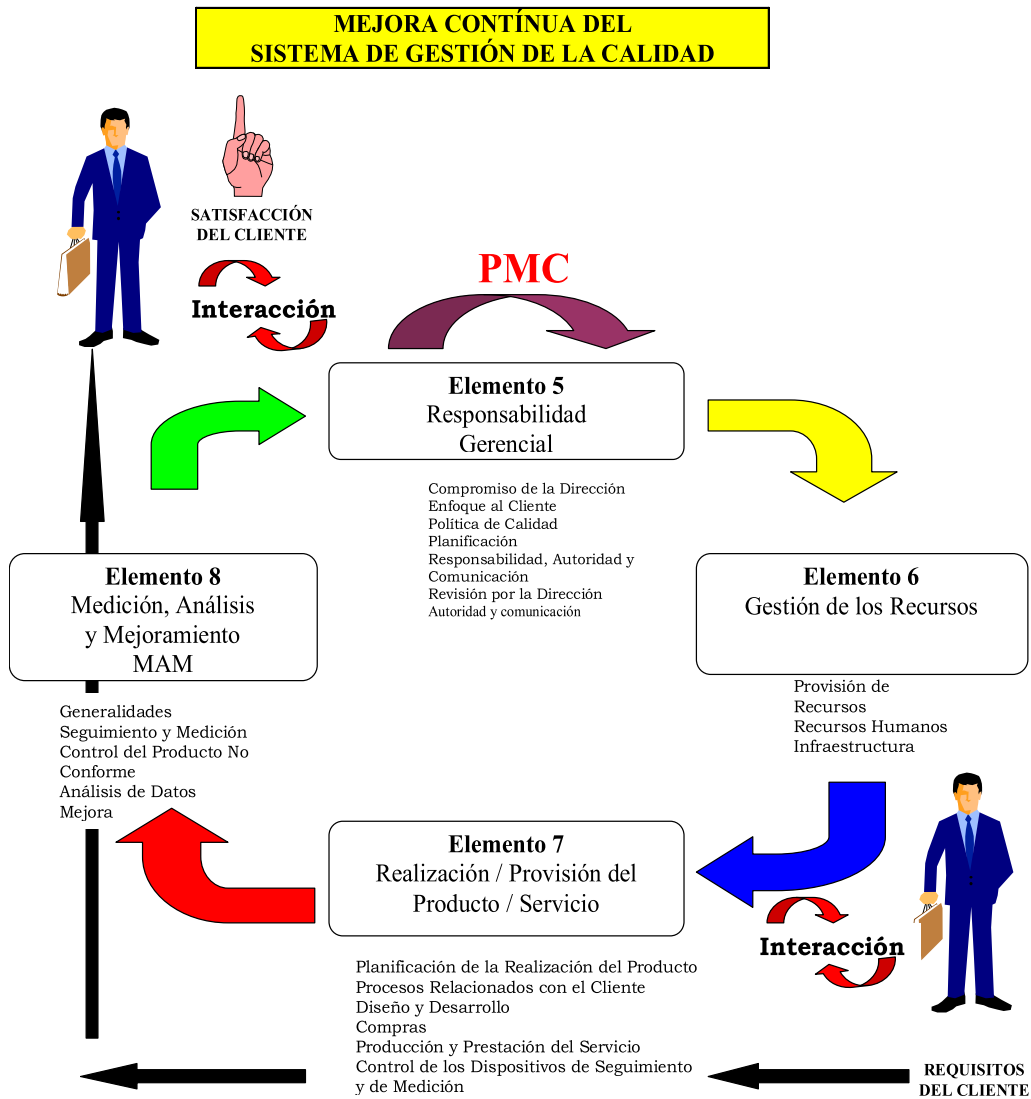 MEJORA CONTÍNUA DEL
SISTEMA DE GESTIÓN DE LA CALIDAD
SATISFACCIÓN
DEL CLIENTE
Interacción
PMC
Elemento 5
Responsabilidad
Gerencial
Compromiso de la Dirección
Enfoque al Cliente
Política de Calidad
Planificación
Responsabilidad, Autoridad y
Comunicación
Revisión por la Dirección
Autoridad y comunicación
Elemento 8
Medición, Análisis
y Mejoramiento
MAM
Generalidades
Seguimiento y Medición
Control del Producto No
Conforme
Análisis de Datos
Mejora
Elemento 6
Gestión de los Recursos
Provisión de
Recursos
Recursos Humanos
Infraestructura
Elemento 7
Realización / Provisión del
Producto / Servicio
Planificación de la Realización del Producto
Procesos Relacionados con el Cliente
Diseño y Desarrollo
Compras
Producción y Prestación del Servicio
Control de los Dispositivos de Seguimiento
y de Medición
Interacción
REQUISITOS
DEL CLIENTE